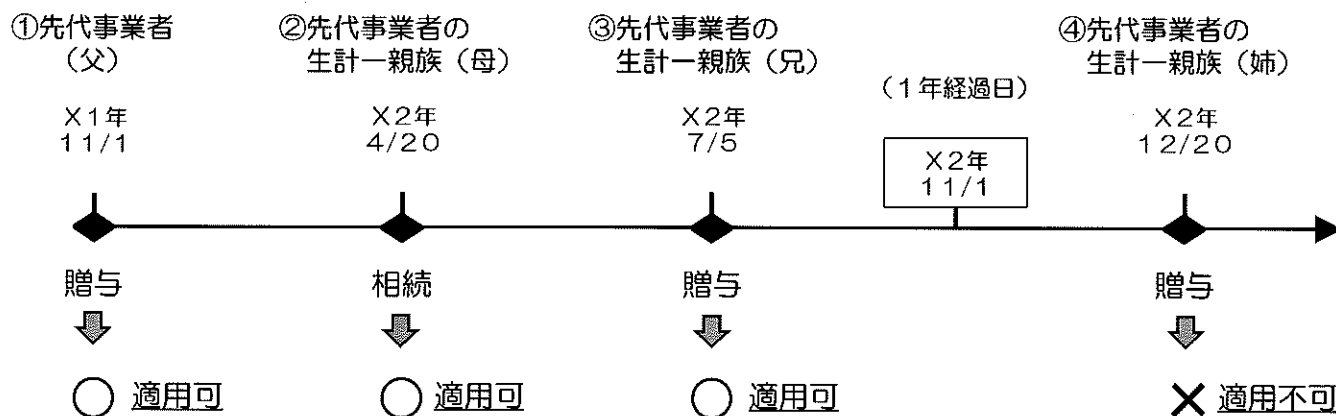 ①先代事業者
（父）
②先代事業者の
生計一親族（母）
③先代事業者の
生計一親族（兄）
④先代事業者の
生計一親族（姉）
（１年経過日）
Ｘ１年
１１/１
Ｘ２年
４/２０
Ｘ２年
７/５
Ｘ２年
１１/１
Ｘ２年
１２/２０
贈与
相続
贈与
贈与
○ 適用可
○ 適用可
○ 適用可
× 適用不可